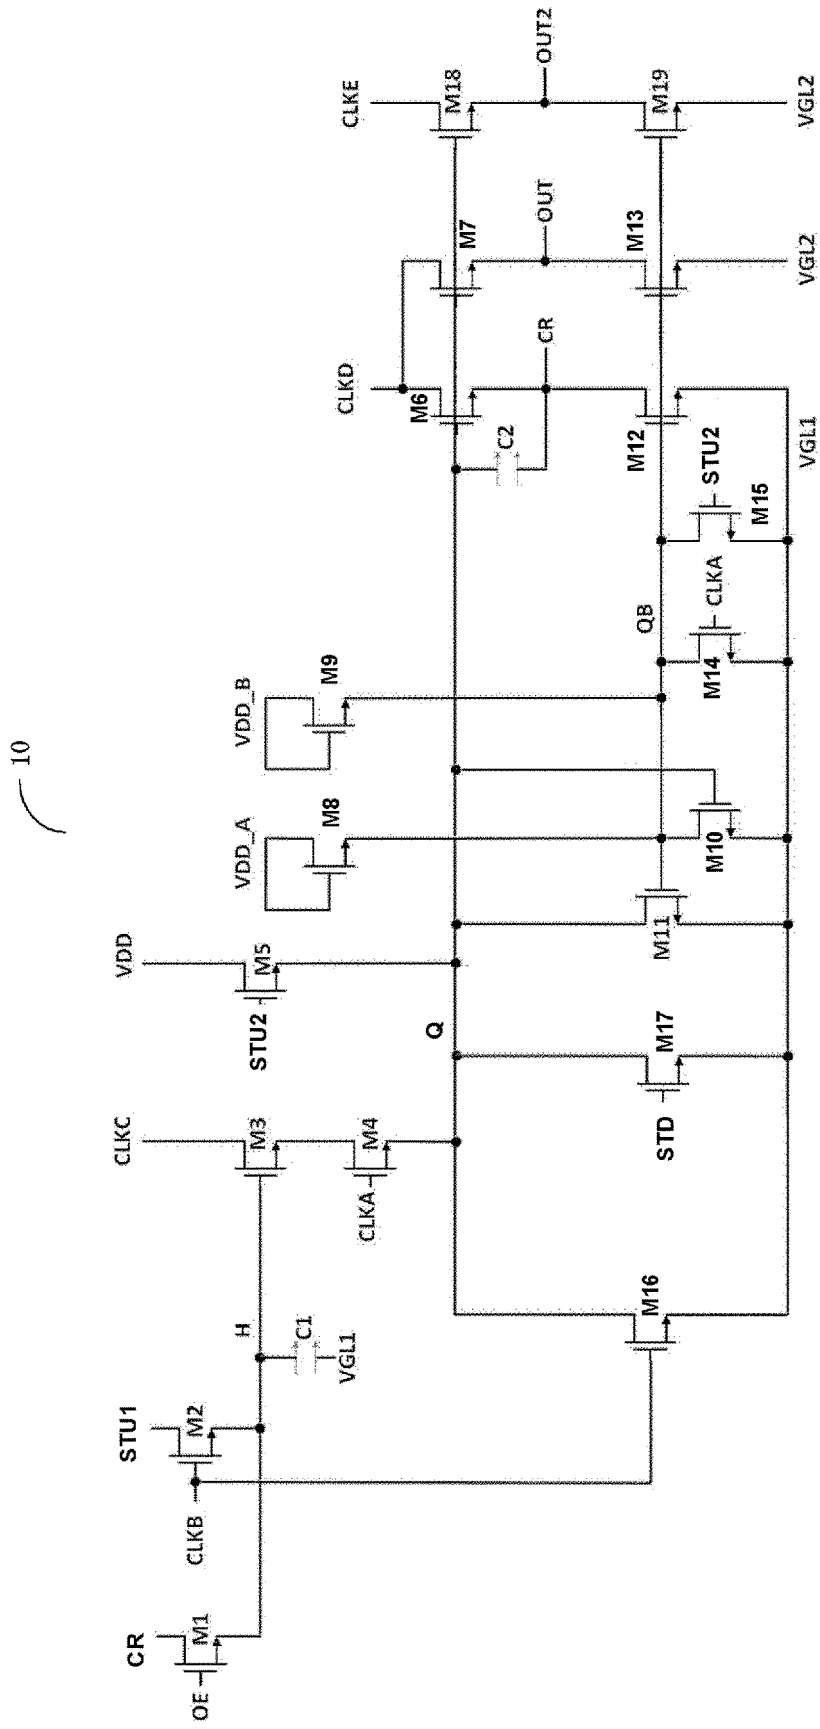 10
CR
M1
OE
STU1
M2
CLKB
H
C1
VGL1
CLKC
M3
M4
CLKA
VDD
M5
STU2
Q
VDD_A
M8
VDD_B
M9
M16
STD
M17
M11
M10
QB
M14
CLKA
M15
STU2
VGL1
CLKD
M6
C2
CR
M12
M7
OUT
M13
VGL2
CLKE
M18
OUT2
M19
VGL2